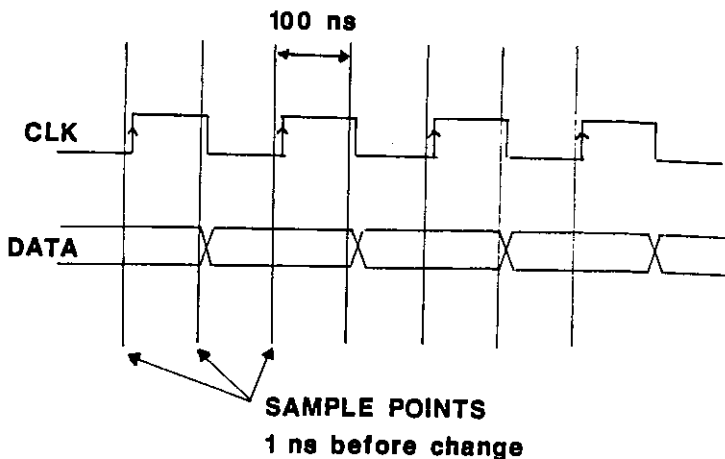 100 ns
CLK
DATA
SAMPLE POINTS
1 ns before change